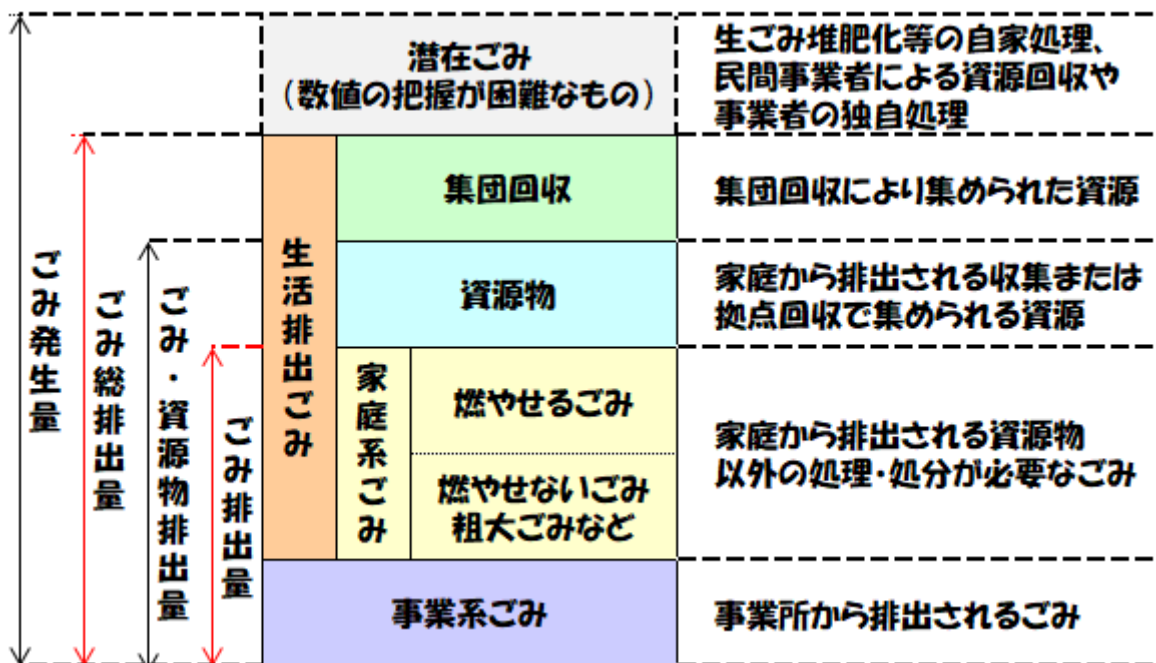 潜在ごみ
（数値の把握が困難なもの）
生ごみ堆肥化等の自家処理、
民間事業者による資源回収や
事業者の独自処理
集団回収
集団回収により集められた資源
資源物
家庭から排出される収集または
拠点回収で集められる資源
燃やせるごみ
燃やせないごみ
粗大ごみなど
家庭から排出される資源物
以外の処理・処分が必要なごみ
事業系ごみ
事業所から排出されるごみ
ごみ発生量
ごみ総排出量
ごみ・資源物排出量
ごみ排出量
生活排出ごみ
家庭系ごみ